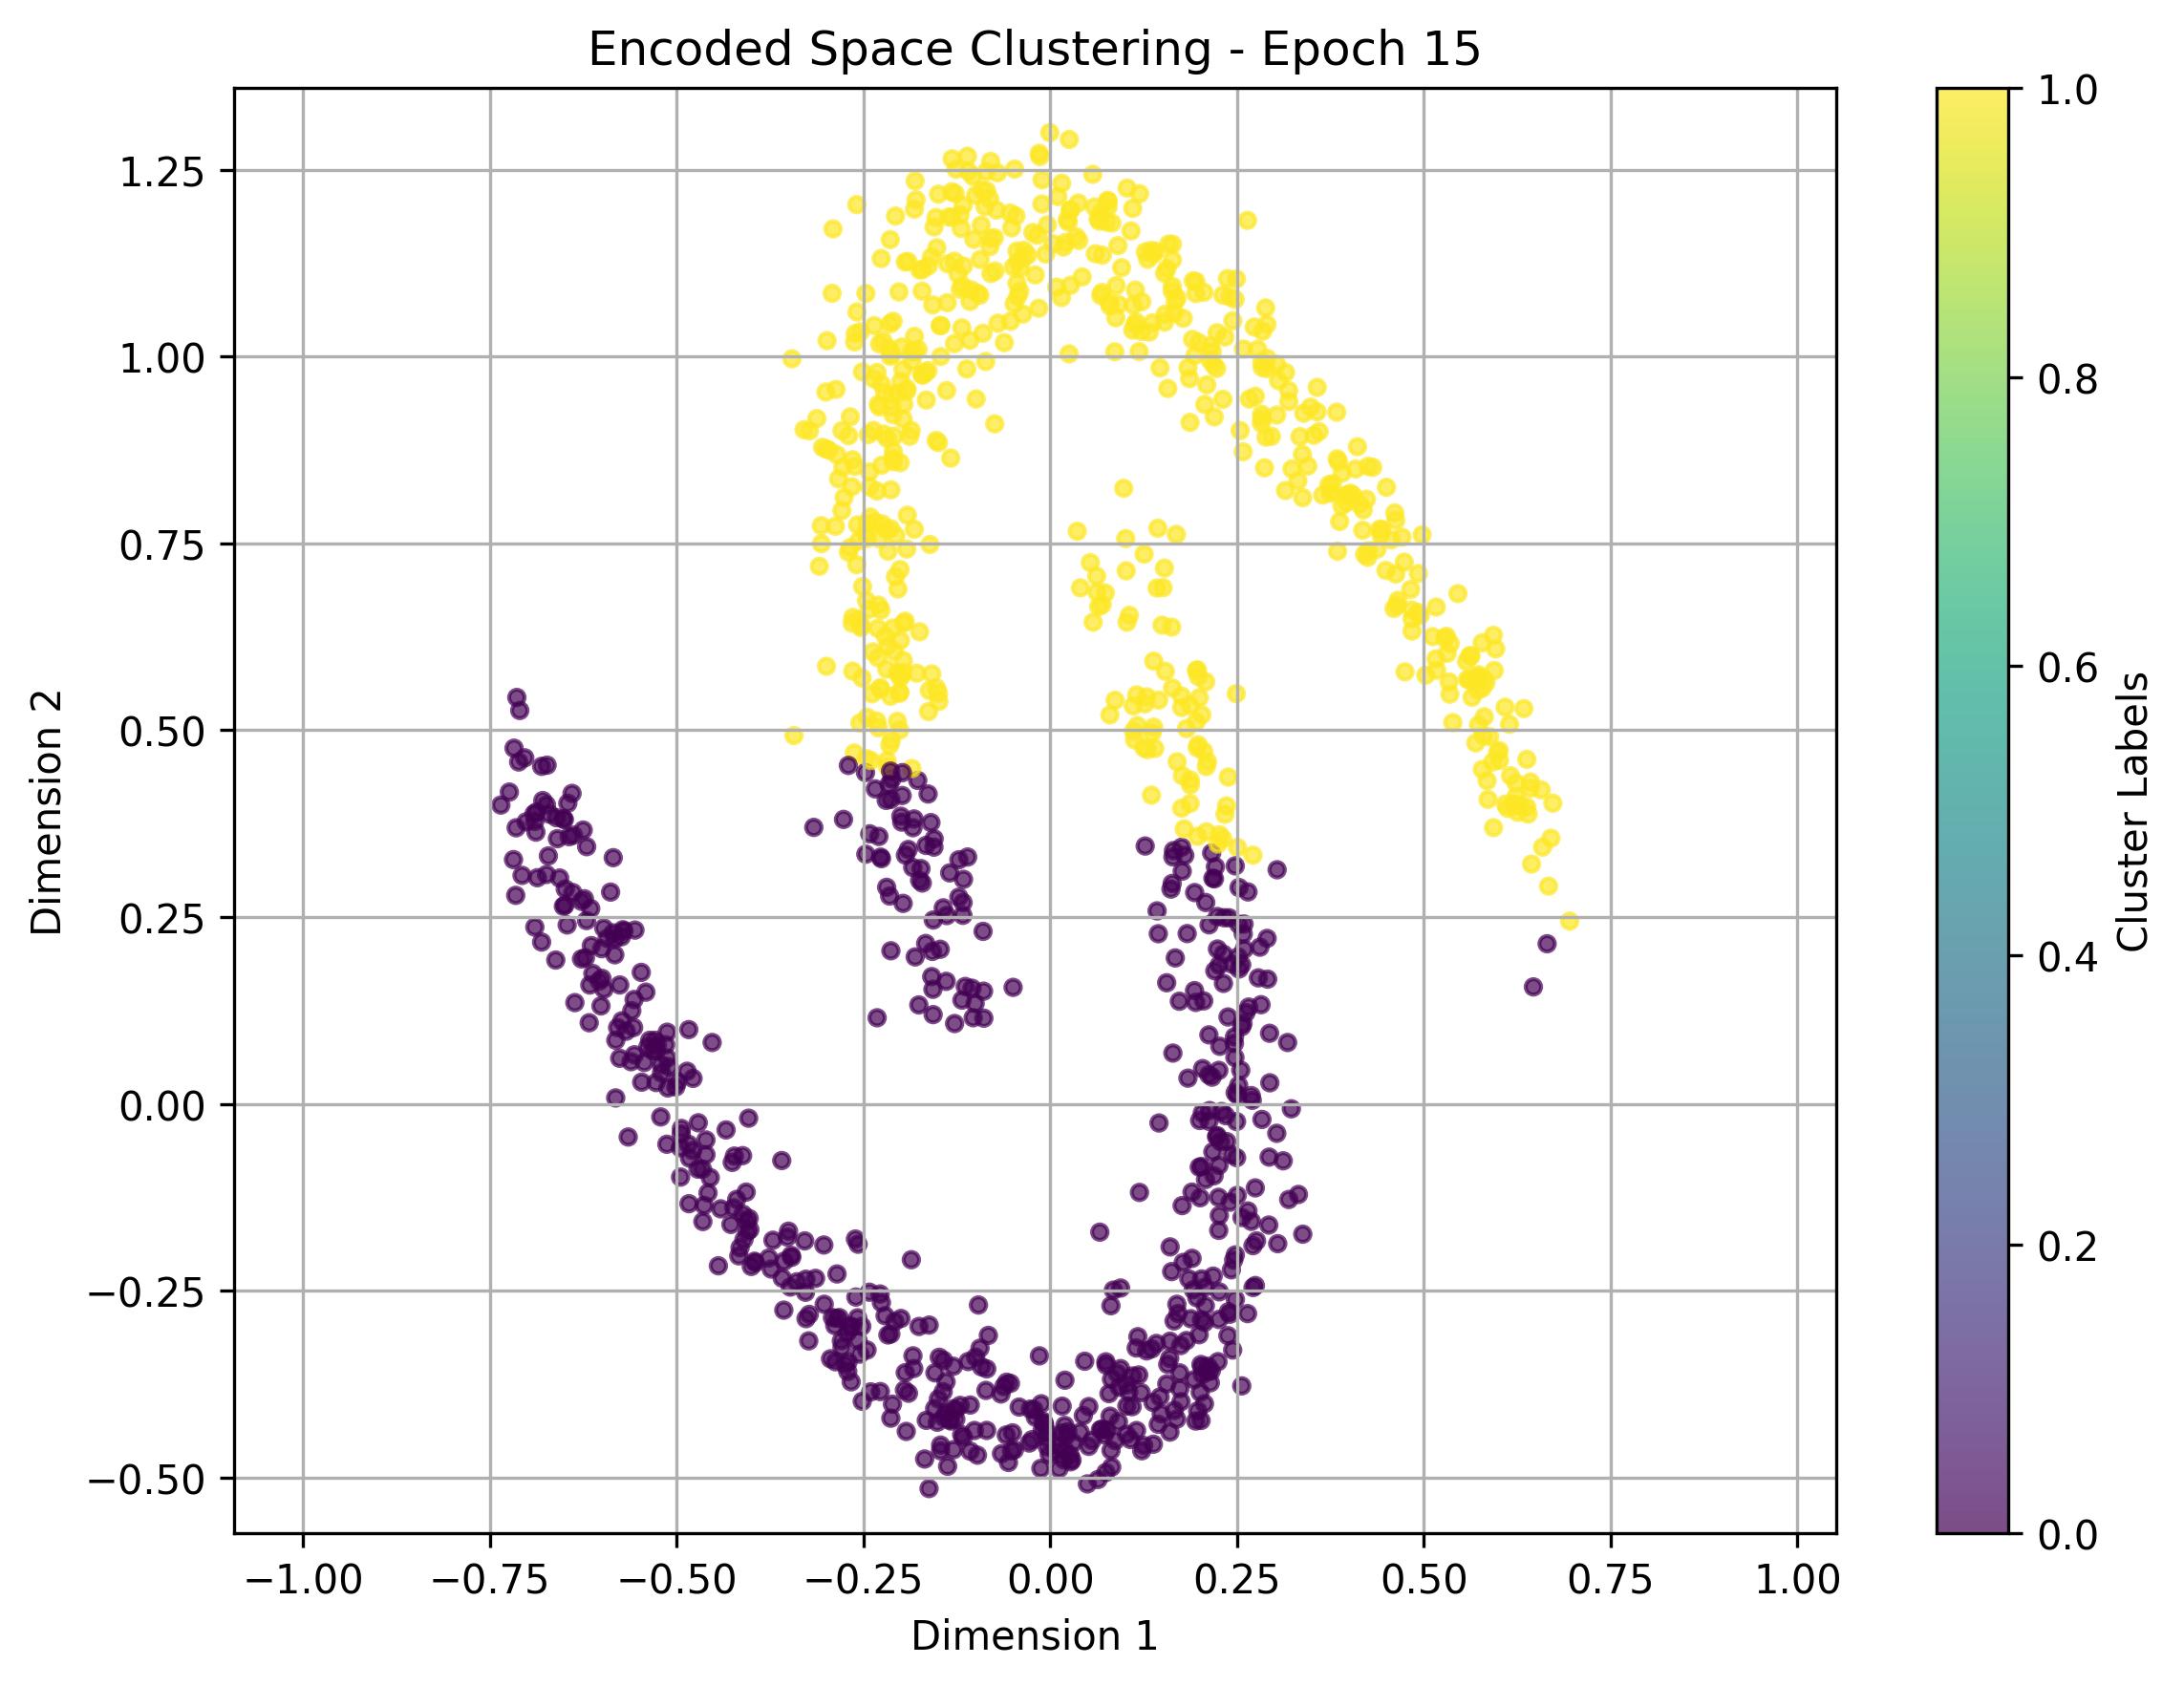 Encoded Space Clustering - Epoch 15
Dimension 2
1.25
1.00
0.75
0.50
0.25
0.00
−0.25
−0.50
−1.00 −0.75 −0.50 −0.25 0.00 0.25 0.50 0.75 1.00
Dimension 1
1.0
0.8
0.6
0.4
0.2
0.0
Cluster Labels